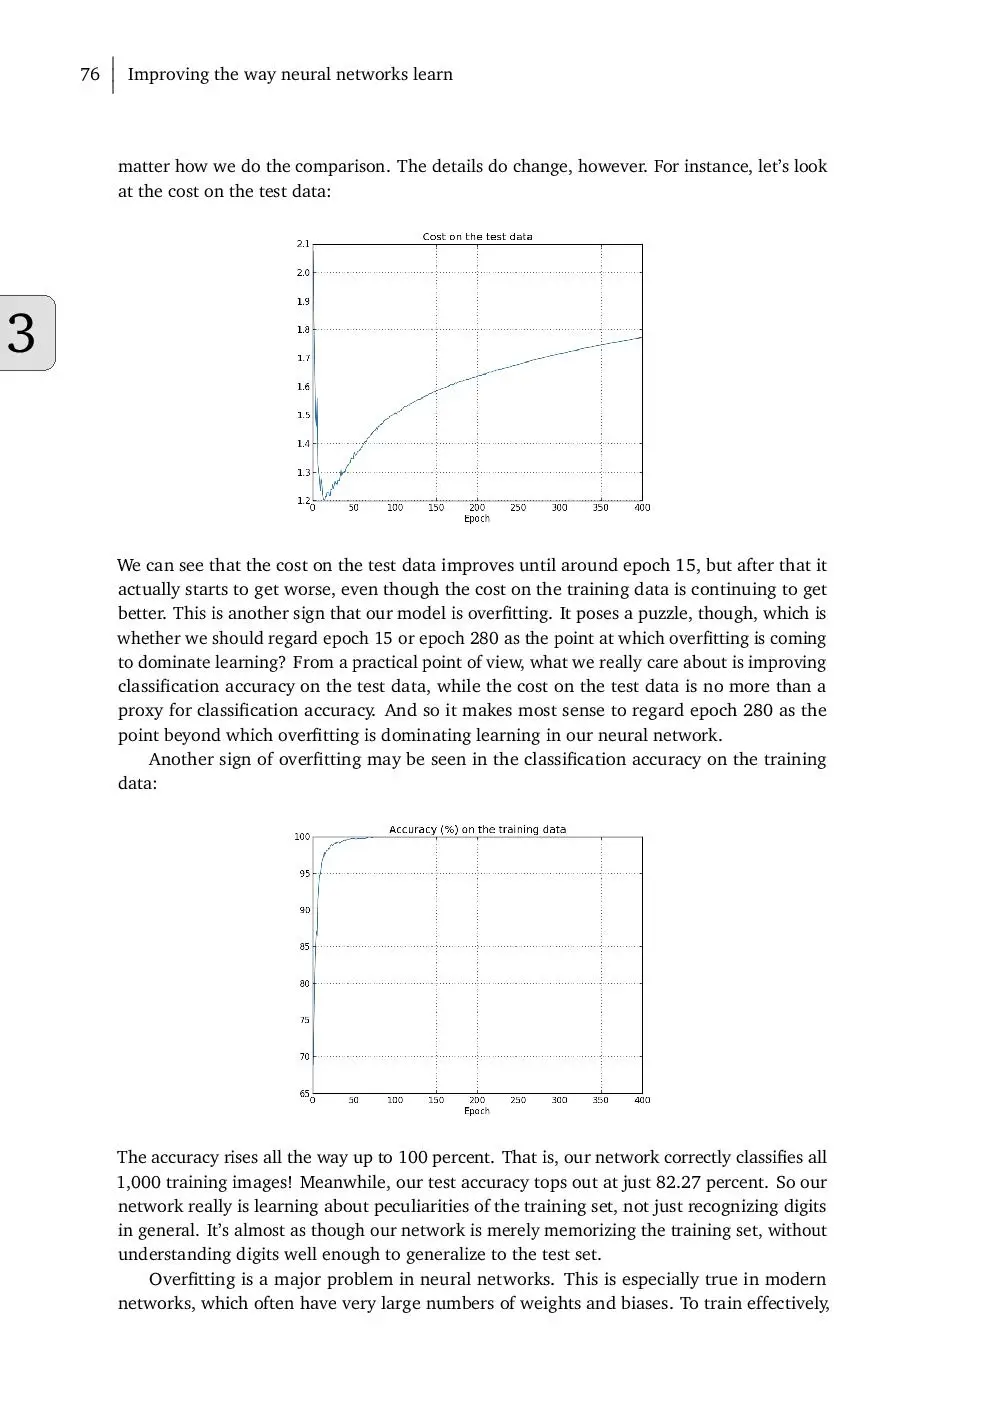 76 Improving the way neural networks learn
matter how we do the comparison. The details do change, however. For instance, let’s look
at the cost on the test data:
3
Cost on the test data
2.1
2.0
1.9
1.8
1.7
1.6
1.5
1.4
1.3
1.2
0 50 100 150 200 250 300 350 400
Epoch
We can see that the cost on the test data improves until around epoch 15, but after that it
actually starts to get worse, even though the cost on the training data is continuing to get
better. This is another sign that our model is overfitting. It poses a puzzle, though, which is
whether we should regard epoch 15 or epoch 280 as the point at which overfitting is coming
to dominate learning? From a practical point of view, what we really care about is improving
classification accuracy on the test data, while the cost on the test data is no more than a
proxy for classification accuracy. And so it makes most sense to regard epoch 280 as the
point beyond which overfitting is dominating learning in our neural network.
Another sign of overfitting may be seen in the classification accuracy on the training
data:
Accuracy (%) on the training data
100
95
90
85
80
75
70
65
0 50 100 150 200 250 300 350 400
Epoch
The accuracy rises all the way up to 100 percent. That is, our network correctly classifies all
1,000 training images! Meanwhile, our test accuracy tops out at just 82.27 percent. So our
network really is learning about peculiarities of the training set, not just recognizing digits
in general. It’s almost as though our network is merely memorizing the training set, without
understanding digits well enough to generalize to the test set.
Overfitting is a major problem in neural networks. This is especially true in modern
networks, which often have very large numbers of weights and biases. To train effectively,